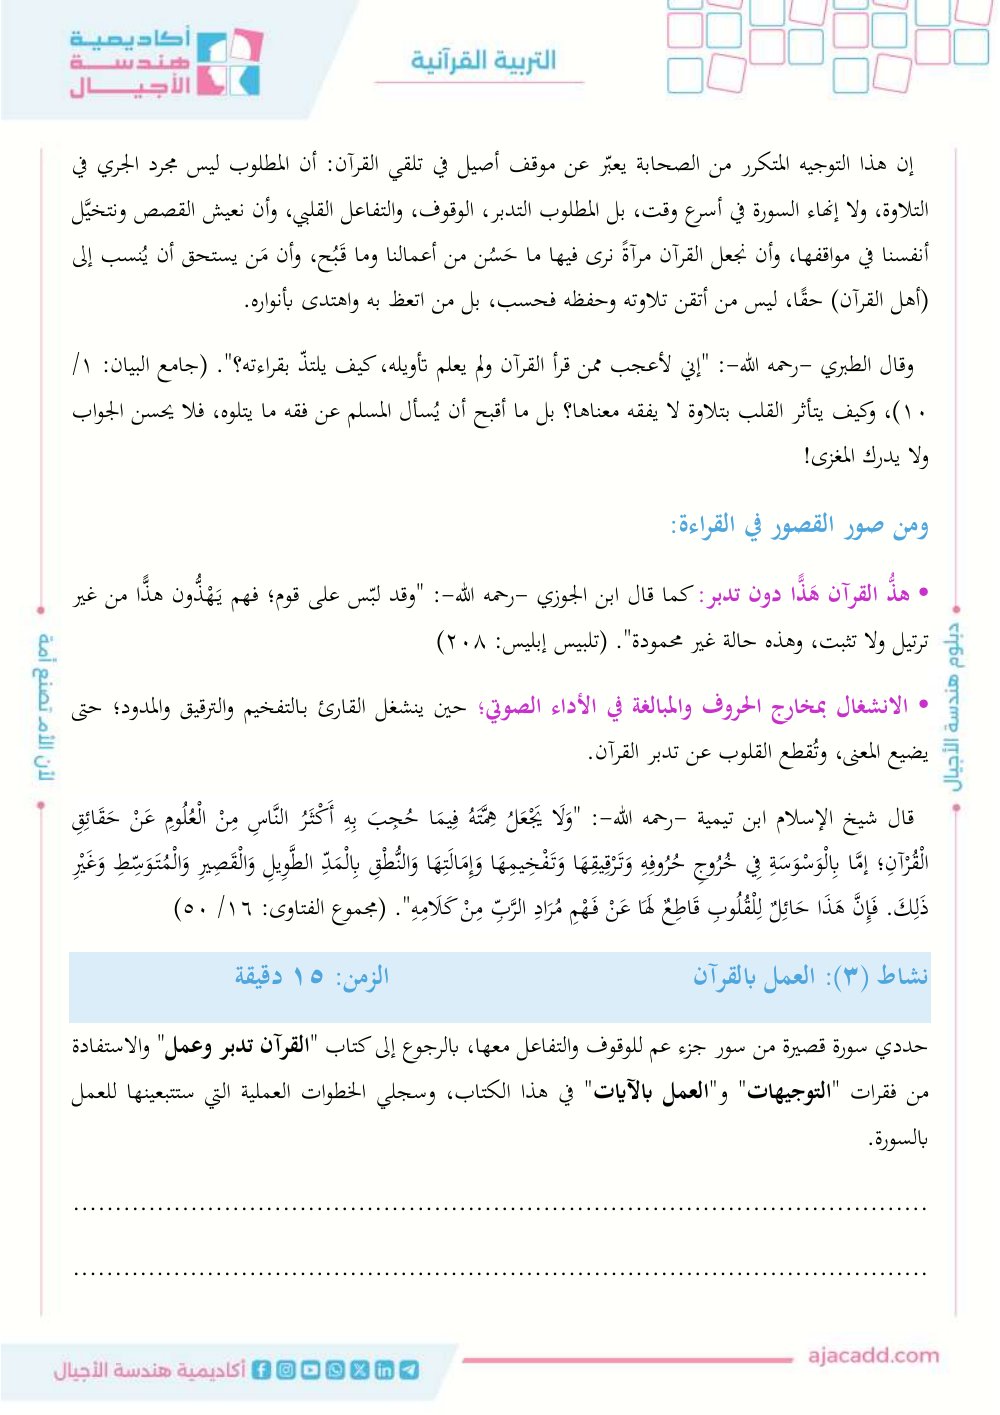 أكاديمية
هندسة
الأجيال
التربية القرآنية
إن هذا التوجيه المتكرر من الصحابة يعبّر عن موقف أصيل في تلقي القرآن: أن المطلوب ليس مجرد الجري في
التلاوة، ولا إنهاء السورة في أسرع وقت، بل المطلوب التدبر، الوقوف، والتفاعل القلبي، وأن نعيش القصص ونتخيَّل
أنفسنا في مواقفها، وأن نجعل القرآن مرآةً نرى فيها ما حَسُن من أعمالنا وما قَبُح، وأن مَن يستحق أن يُنسب إلى
(أهل القرآن) حقًا، ليس من أتقن تلاوته وحفظه فحسب، بل من اتعظ به واهتدى بأنواره.
وقال الطبري -رحمه الله-: "إني لأعجب ممن قرأ القرآن ولم يعلم تأويله، كيف يلتذّ بقراءته؟". (جامع البيان: ١/
١٠)، وكيف يتأثر القلب بتلاوة لا يفقه معناها؟ بل ما أقبح أن يُسأل المسلم عن فقه ما يتلوه، فلا يحسن الجواب
ولا يدرك المغزى!
ومن صور القصور في القراءة:
• هذُّ القرآن هَذًّا دون تدبر: كما قال ابن الجوزي -رحمه الله-: "وقد لبّس على قوم؛ فهم يَهْذُّون هذًّا من غير
ترتيل ولا تثبت، وهذه حالة غير محمودة". (تلبيس إبليس: ٢٠٨)
• الانشغال بمخارج الحروف والمبالغة في الأداء الصوتي؛ حين ينشغل القارئ بالتفخيم والترقيق والمدود؛ حتى
يضيع المعنى، وتُقطع القلوب عن تدبر القرآن.
قال شيخ الإسلام ابن تيمية -رحمه الله-: "وَلَا يَجْعَلُ هِمَّتَهُ فِيمَا حُجِبَ بِهِ أَكْثَرُ النَّاسِ مِنْ الْعُلُومِ عَنْ حَقَائِقِ
الْقُرْآنِ؛ إمَّا بِالْوَسْوَسَةِ فِي خُرُوجِ حُرُوفِهِ وَتَرْقِيقِهَا وَتَفْخِيمِهَا وَإِمَالَتِهَا وَالنُّطْقِ بِالْمَدِّ الطَّوِيلِ وَالْقَصِيرِ وَالْمُتَوَسِّطِ وَغَيْرِ
ذَلِكَ. فَإِنَّ هَذَا حَائِلٌ لِلْقُلُوبِ قَاطِعٌ لَهَا عَنْ فَهْمِ مُرَادِ الرَّبِّ مِنْ كَلَامِهِ". (مجموع الفتاوى: ١٦/ ٥٠)
نشاط (٣): العمل بالقرآن الزمن: ١٥ دقيقة
حددي سورة قصيرة من سور جزء عم للوقوف والتفاعل معها، بالرجوع إلى كتاب "القرآن تدبر وعمل" والاستفادة
من فقرات "التوجيهات" و"العمل بالآيات" في هذا الكتاب، وسجلي الخطوات العملية التي ستتبعينها للعمل
بالسورة.
دبلوم هندسة الأجيال
لأن الأم تصنع أمة
أكاديمية هندسة الأجيال
ajacadd.com